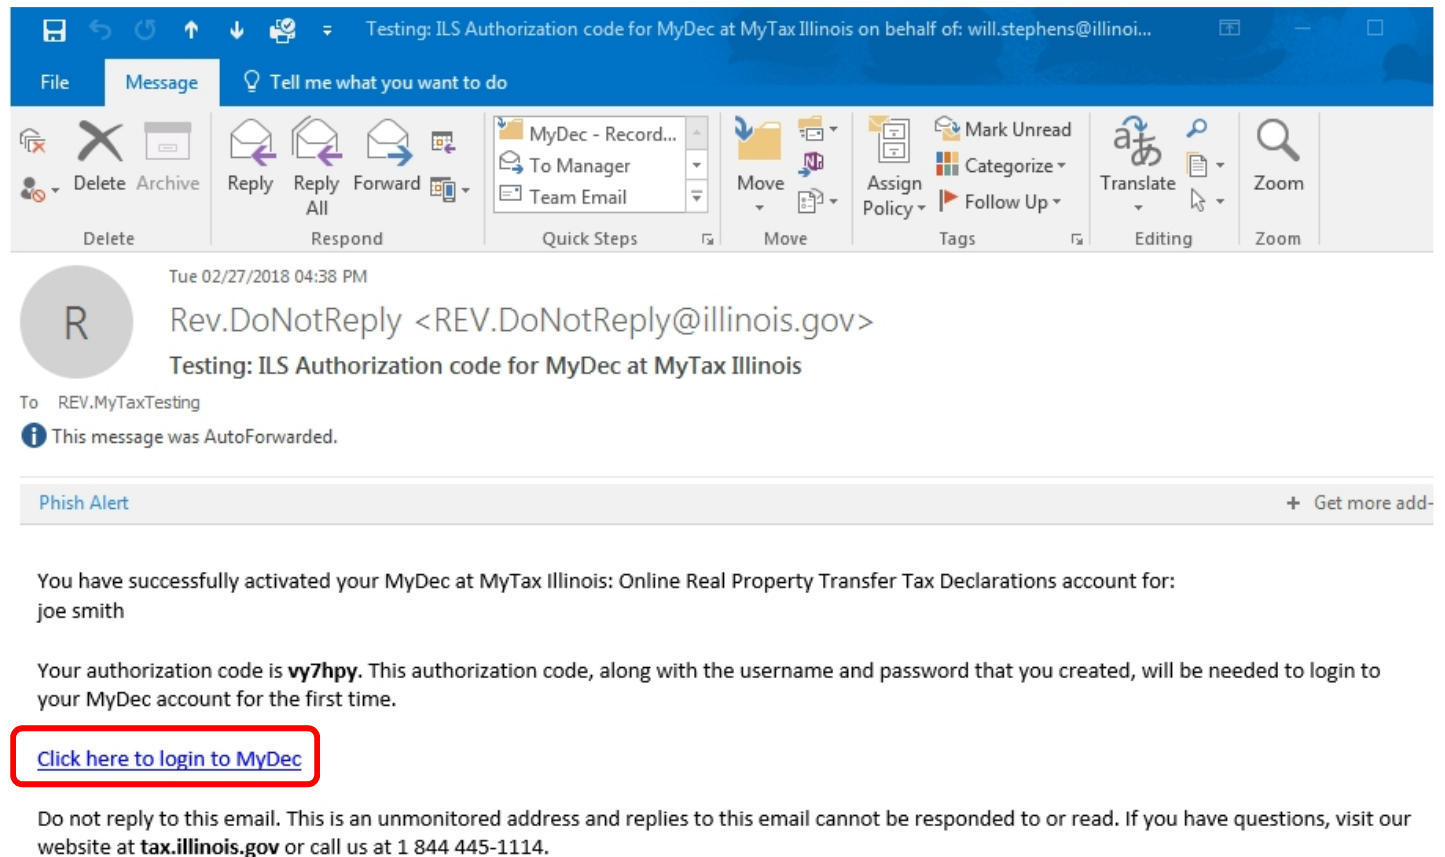 Testing: ILS Authorization code for MyDec at MyTax Illinois on behalf of: will.stephens@illinoi...
File Message Tell me what you want to do
Delete Archive
Reply Reply All Forward
MyDec - Record...
To Manager
Team Email
Move
Assign Policy
Mark Unread
Categorize
Follow Up
Translate
Zoom
Delete Respond Quick Steps Move Tags Editing Zoom
Tue 02/27/2018 04:38 PM
R
Rev.DoNotReply <REV.DoNotReply@illinois.gov>
Testing: ILS Authorization code for MyDec at MyTax Illinois
To REV.MyTaxTesting
This message was AutoForwarded.
Phish Alert + Get more add-
You have successfully activated your MyDec at MyTax Illinois: Online Real Property Transfer Tax Declarations account for:
joe smith
Your authorization code is vy7hpy. This authorization code, along with the username and password that you created, will be needed to login to
your MyDec account for the first time.
Click here to login to MyDec
Do not reply to this email. This is an unmonitored address and replies to this email cannot be responded to or read. If you have questions, visit our
website at tax.illinois.gov or call us at 1 844 445-1114.